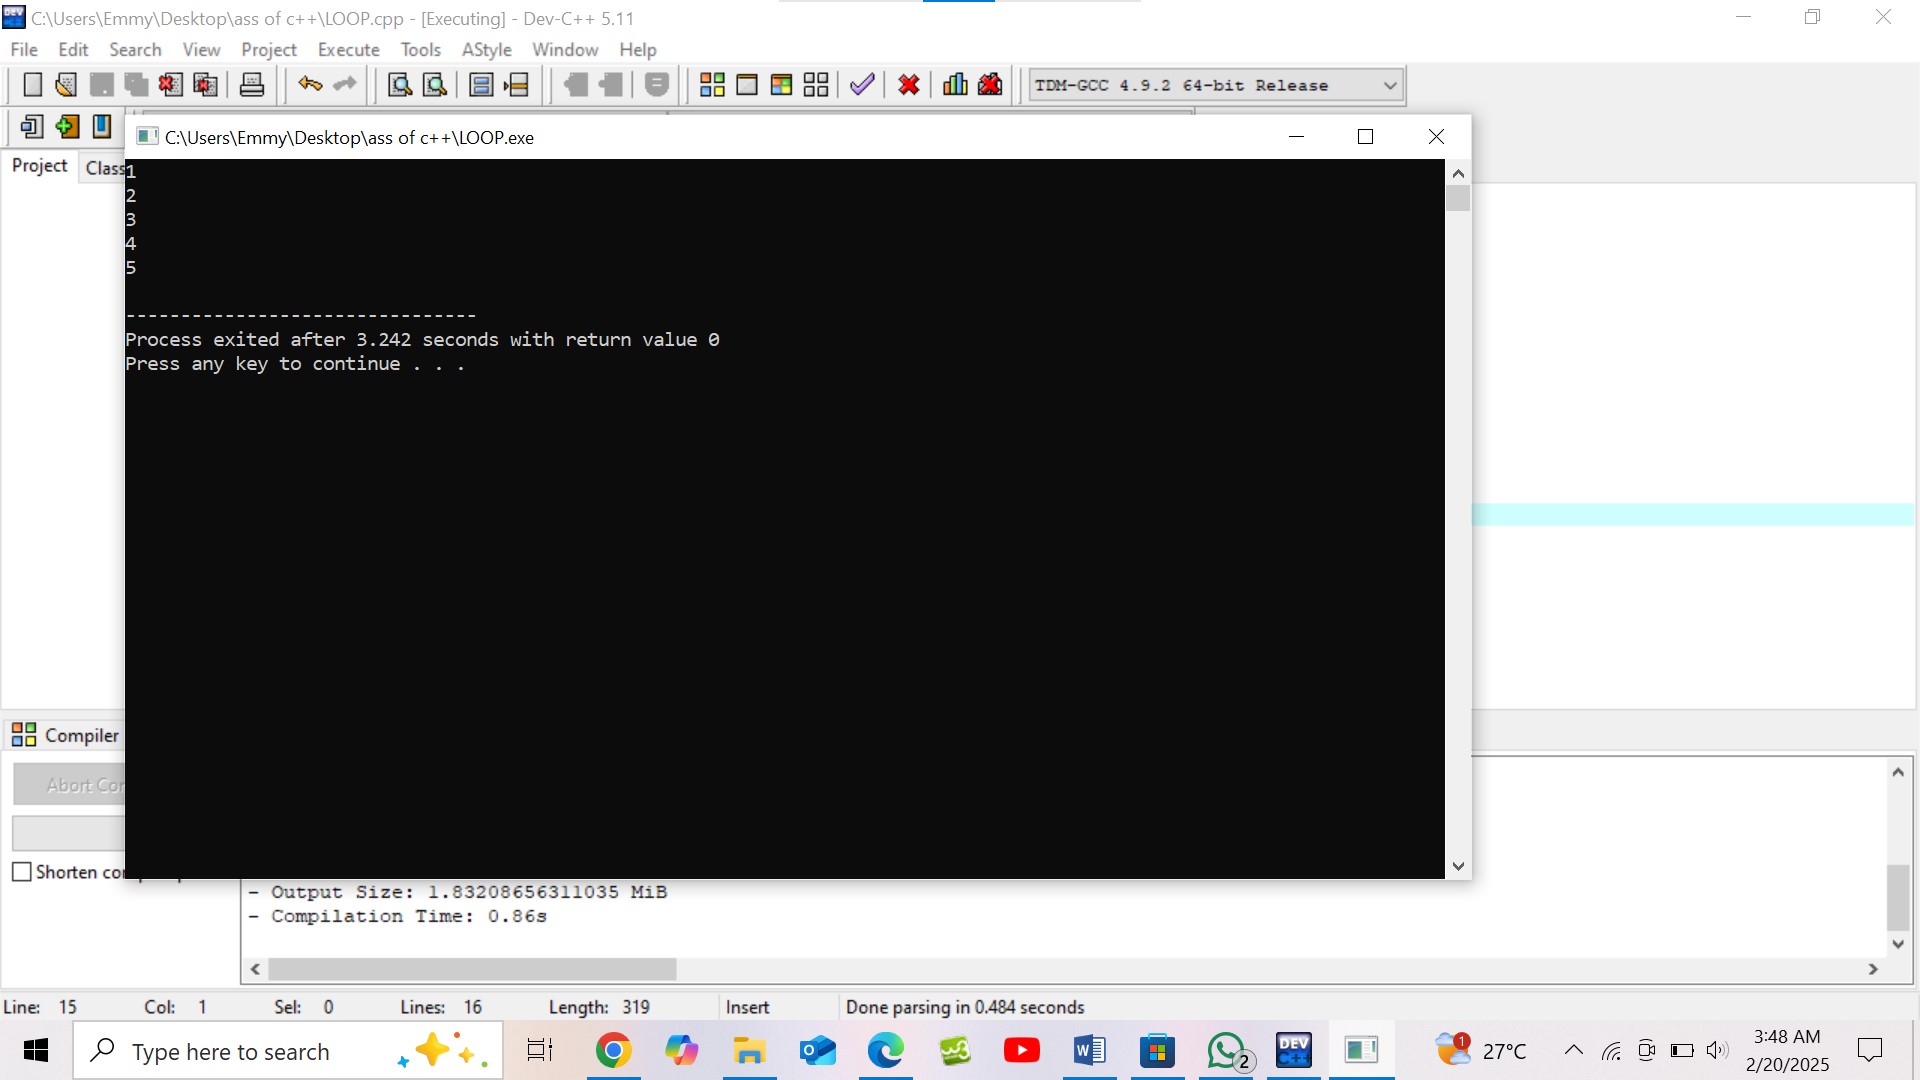 C:\Users\Emmy\Desktop\ass of c++\LOOP.cpp - [Executing] - Dev-C++ 5.11
File Edit Search View Project Execute Tools AStyle Window Help
TDM-GCC 4.9.2 64-bit Release
C:\Users\Emmy\Desktop\ass of c++\LOOP.exe
Project Class
1
2
3
4
5
--------------------------------
Process exited after 3.242 seconds with return value 0
Press any key to continue . . .
Compiler
Abort Co
Shorten co
- Output Size: 1.83208656311035 MiB
- Compilation Time: 0.86s
Line: 15 Col: 1 Sel: 0 Lines: 16 Length: 319 Insert Done parsing in 0.484 seconds
Type here to search
w3
W
2
DEV C++
1
27°C
3:48 AM
2/20/2025